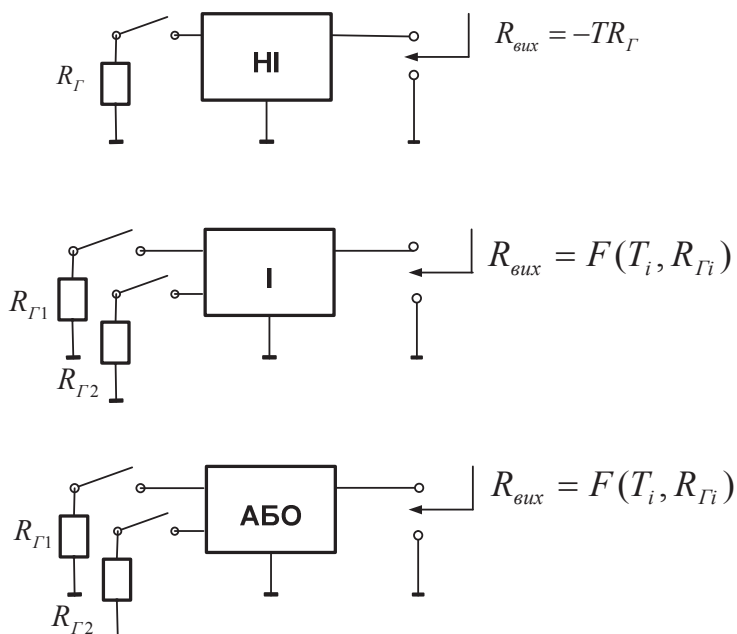 R_Г
НІ
R_вих = –TR_Г
R_Г1
R_Г2
І
R_вих = F(T_i, R_Гi)
R_Г1
R_Г2
АБО
R_вих = F(T_i, R_Гi)